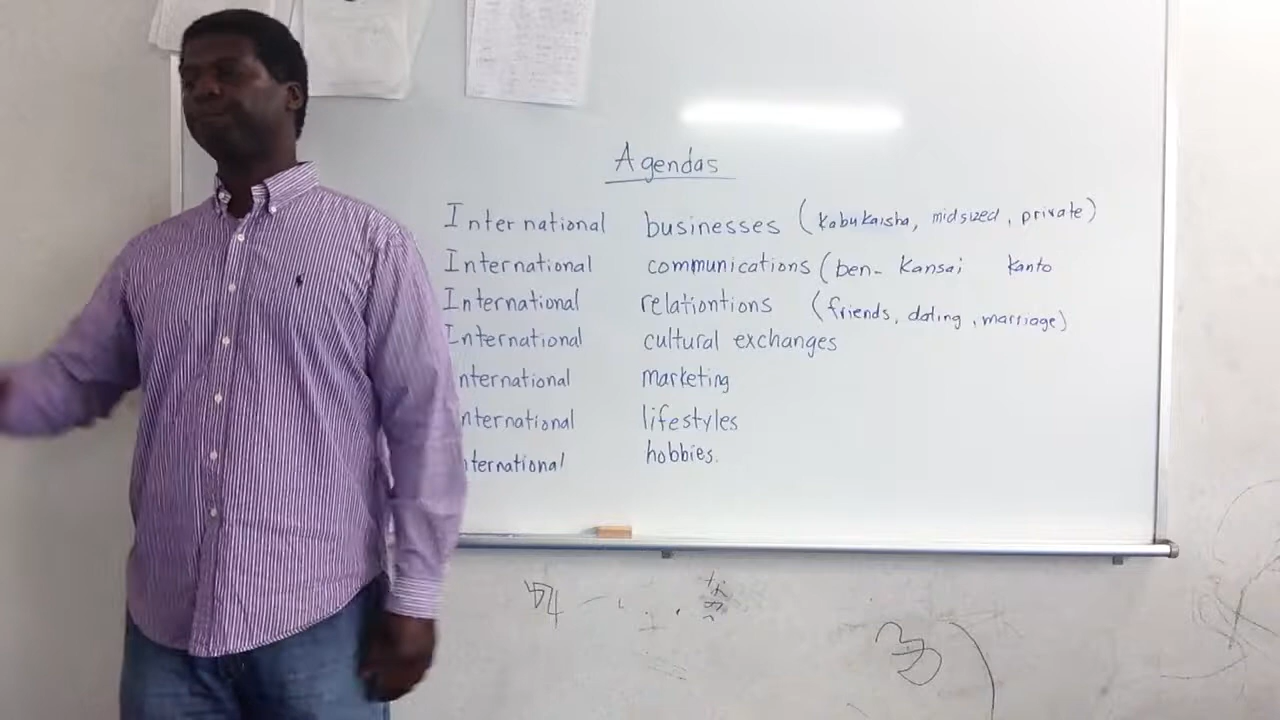 Agendas
International businesses (kabukaisha, midsized, private)
International communications (ben- Kansai Kanto
International relationtions (friends, dating, marriage)
International cultural exchanges
nternational marketing
nternational lifestyles
nternational hobbies.